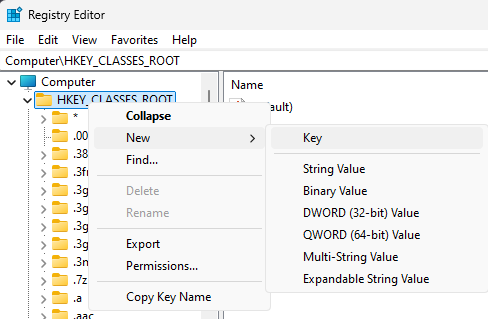 Registry Editor
File Edit View Favorites Help
Computer\HKEY_CLASSES_ROOT
Computer
HKEY_CLASSES_ROOT
*
.00
.38
.3fr
.3g
.3g
.3g
.3g
.3n
.7z
.a
.aac
Name
ault)
Collapse
New
Find...
Delete
Rename
Export
Permissions...
Copy Key Name
Key
String Value
Binary Value
DWORD (32-bit) Value
QWORD (64-bit) Value
Multi-String Value
Expandable String Value